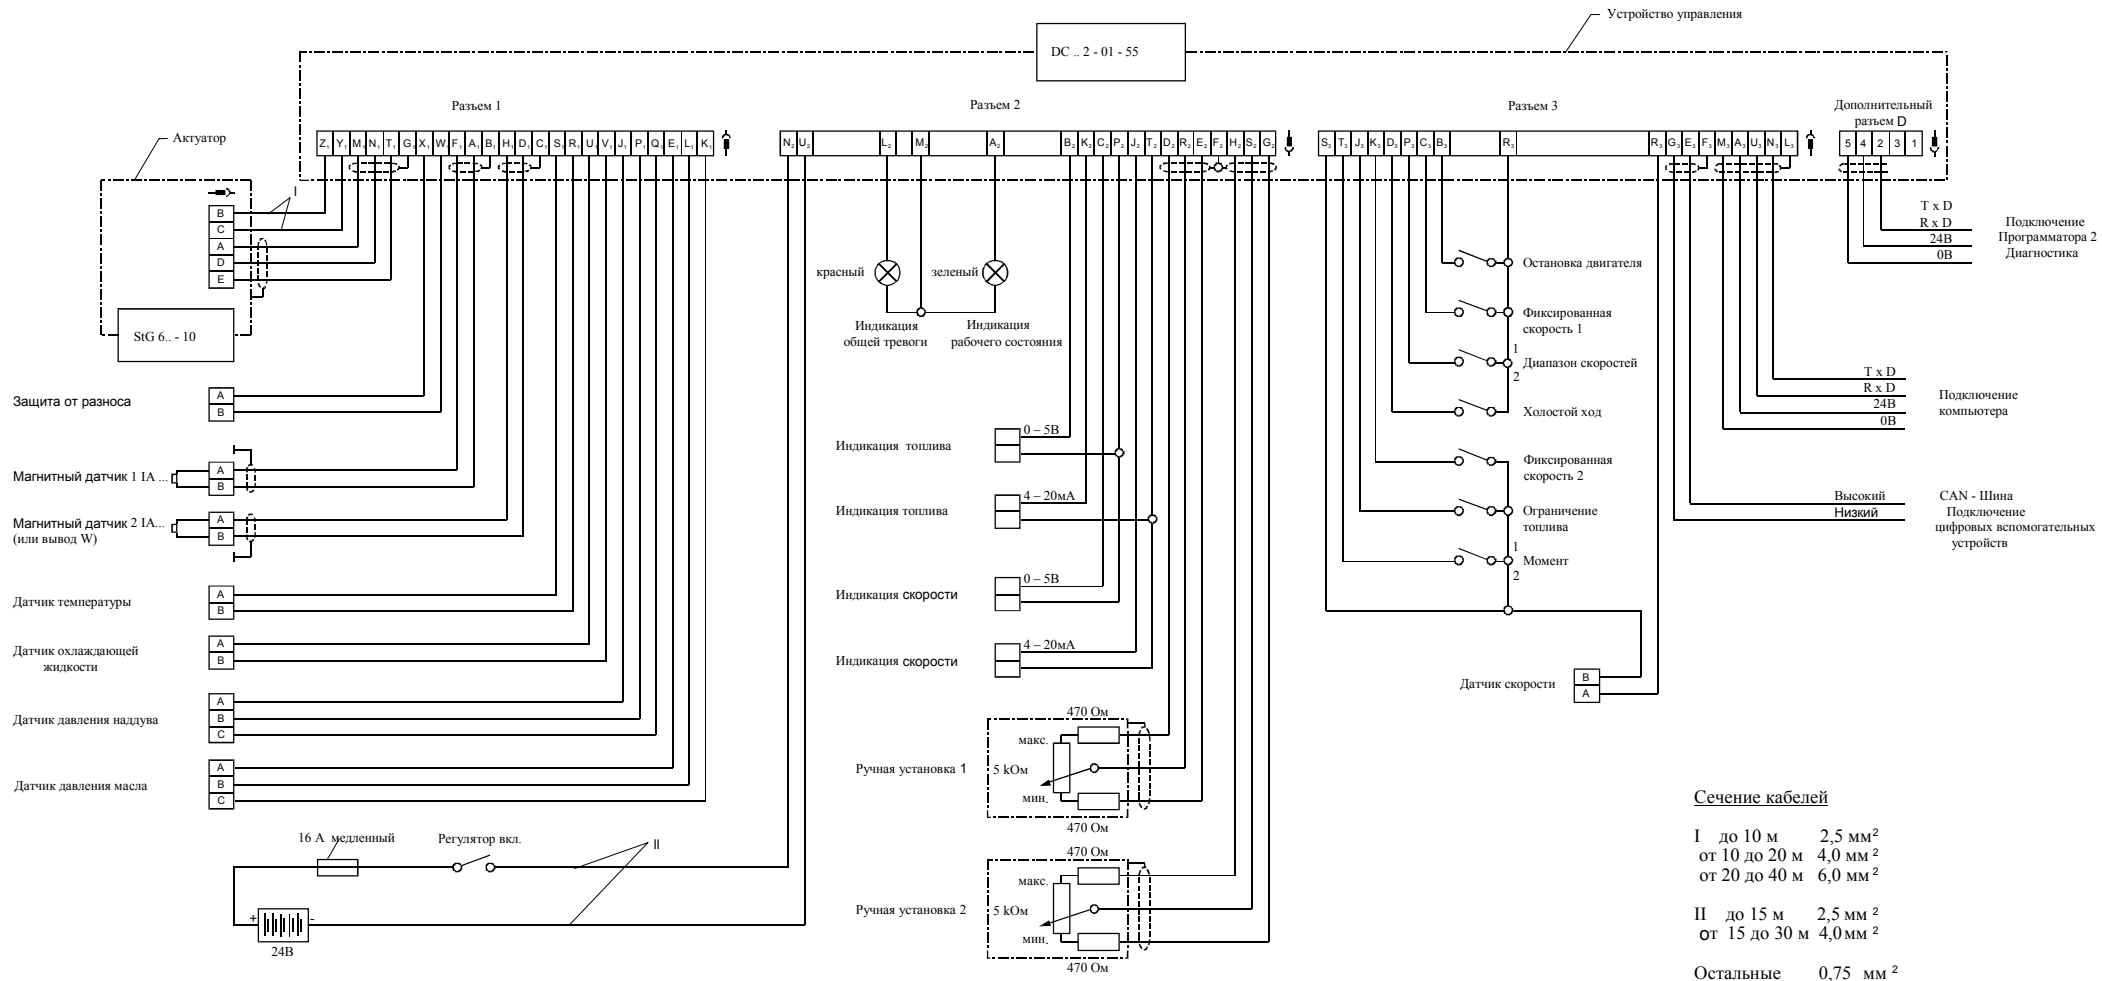 Устройство управления
DC .. 2 - 01 - 55
Разъем 1
Разъем 2
Разъем 3
Дополнительный
разъем D
Актуатор
Z1 Y1 M1 N1 T1 G1 X1 W1 F1 A1 B1 H1 D1 C1 S1 R1 U1 V1 J1 P1 Q1 E1 L1 K1
N2 U2 L2 M2 A2 B2 K2 C2 P2 J2 T2 D2 R2 E2 F2 H2 S2 G2
S3 T3 J3 K3 D3 P3 C3 B3 R3 R3 G3 E3 F3 M3 A3 U3 N3 L3
5 4 2 3 1
I
B
C
A
D
E
StG 6.. - 10
Защита от разноса
A
B
Магнитный датчик 1 IA ...
A
B
Магнитный датчик 2 IA...
(или вывод W)
A
B
Датчик температуры
A
B
Датчик охлаждающей
жидкости
A
B
Датчик давления наддува
A
B
C
Датчик давления масла
A
B
C
16 А медленный
Регулятор вкл.
II
+
-
24В
красный
зеленый
Индикация
общей тревоги
Индикация
рабочего состояния
Индикация топлива
0 – 5В
Индикация топлива
4 – 20мА
Индикация скорости
0 – 5В
Индикация скорости
4 – 20мА
Ручная установка 1
470 Ом
макс.
5 kОм
мин.
470 Ом
Ручная установка 2
470 Ом
макс.
5 kОм
мин.
470 Ом
Остановка двигателя
Фиксированная
скорость 1
1
Диапазон скоростей
2
Холостой ход
Фиксированная
скорость 2
Ограничение
топлива
1
Момент
2
Датчик скорости
B
A
T x D
R x D
24В
0В
Подключение
Программатора 2
Диагностика
T x D
R x D
24В
0В
Подключение
компьютера
Высокий
Низкий
CAN - Шина
Подключение
цифровых вспомогательных
устройств
Сечение кабелей
I до 10 м 2,5 мм²
от 10 до 20 м 4,0 мм²
от 20 до 40 м 6,0 мм²
II до 15 м 2,5 мм²
от 15 до 30 м 4,0мм²
Остальные 0,75 мм²